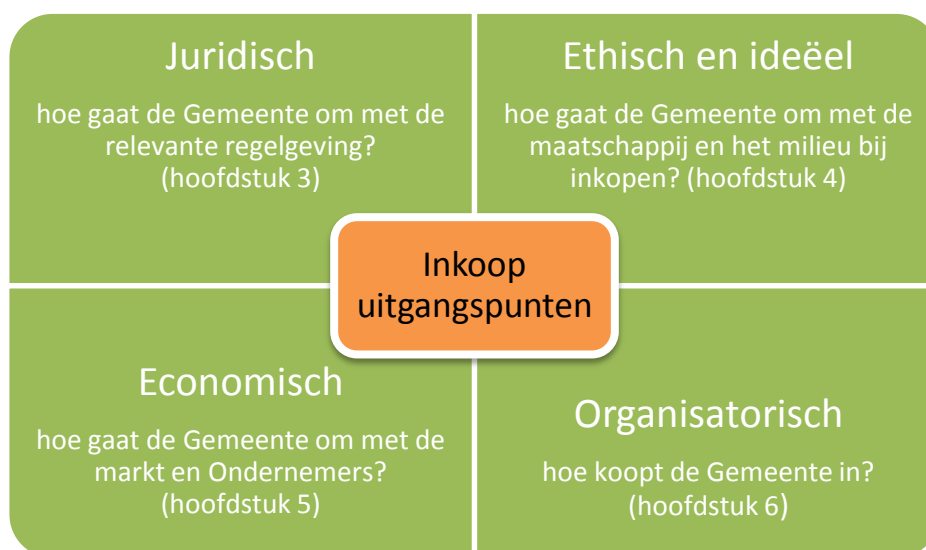 Juridisch
hoe gaat de Gemeente om met de
relevante regelgeving?
(hoofdstuk 3)
Ethisch en ideëel
hoe gaat de Gemeente om met de
maatschappij en het milieu bij
inkopen? (hoofdstuk 4)
Inkoop
uitgangspunten
Economisch
hoe gaat de Gemeente om met de
markt en Ondernemers?
(hoofdstuk 5)
Organisatorisch
hoe koopt de Gemeente in?
(hoofdstuk 6)